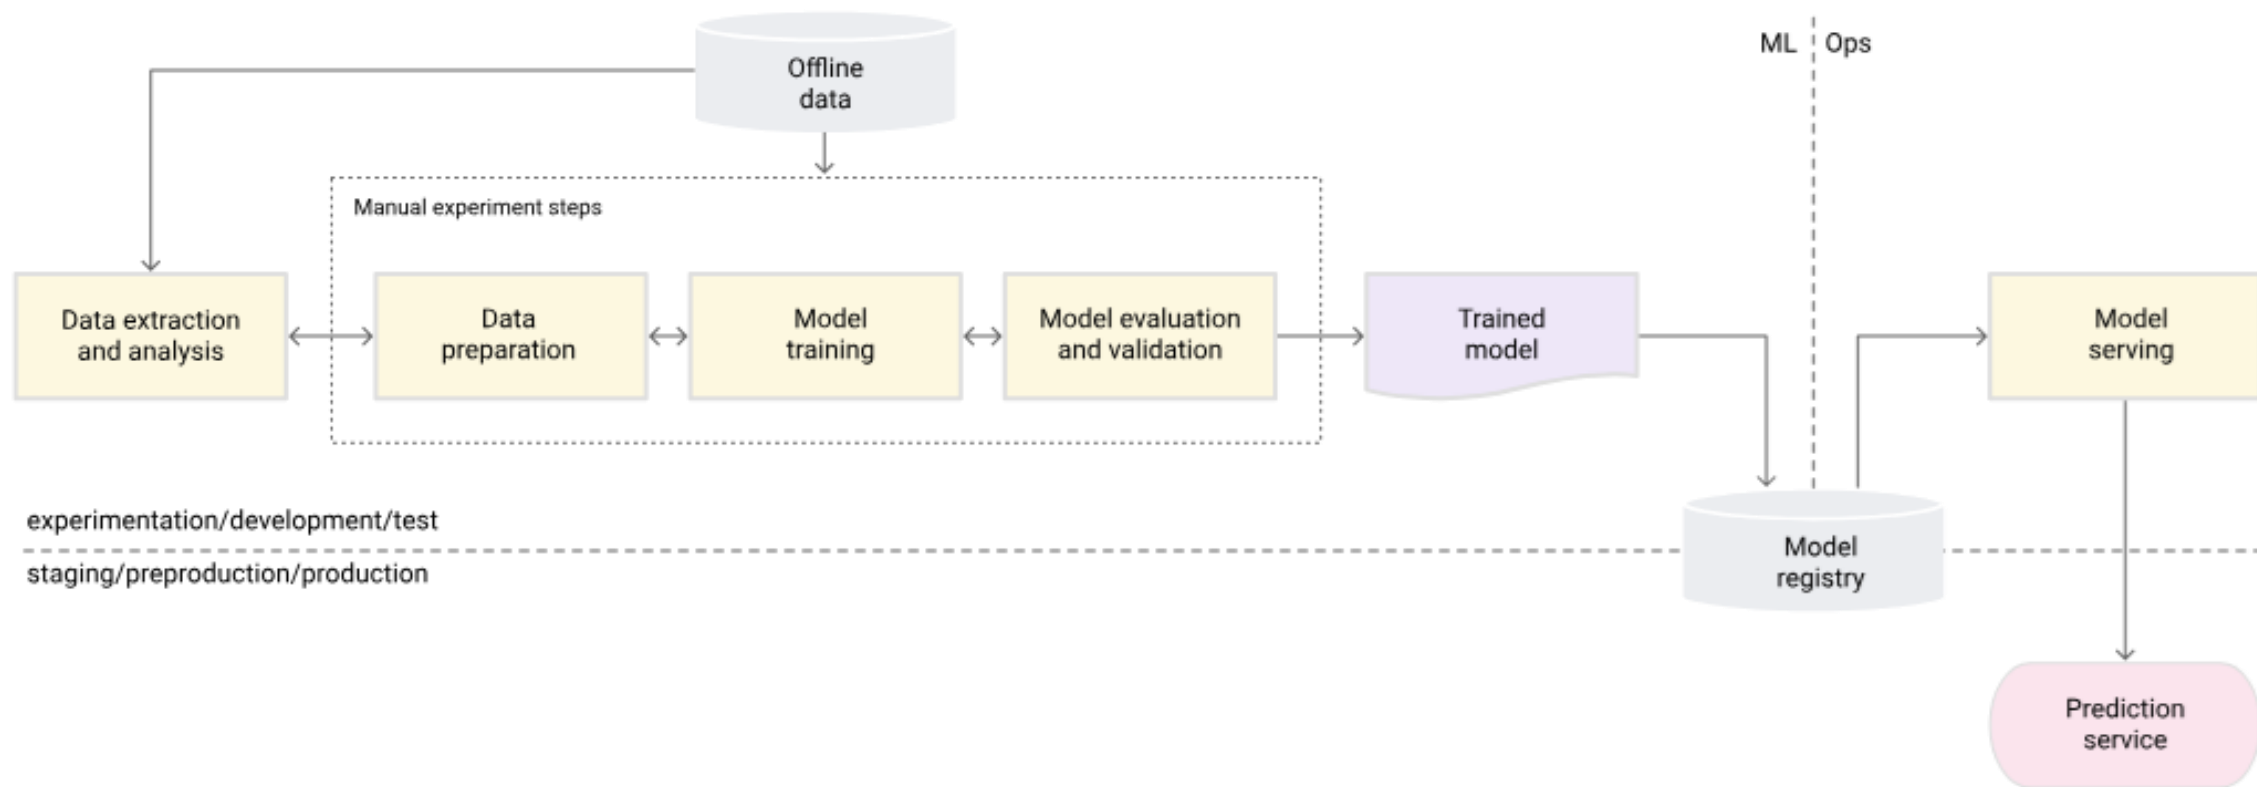 Offline
data
ML
Ops
Manual experiment steps
Data extraction
and analysis
Data
preparation
Model
training
Model evaluation
and validation
Trained
model
Model
serving
experimentation/development/test
staging/preproduction/production
Model
registry
Prediction
service